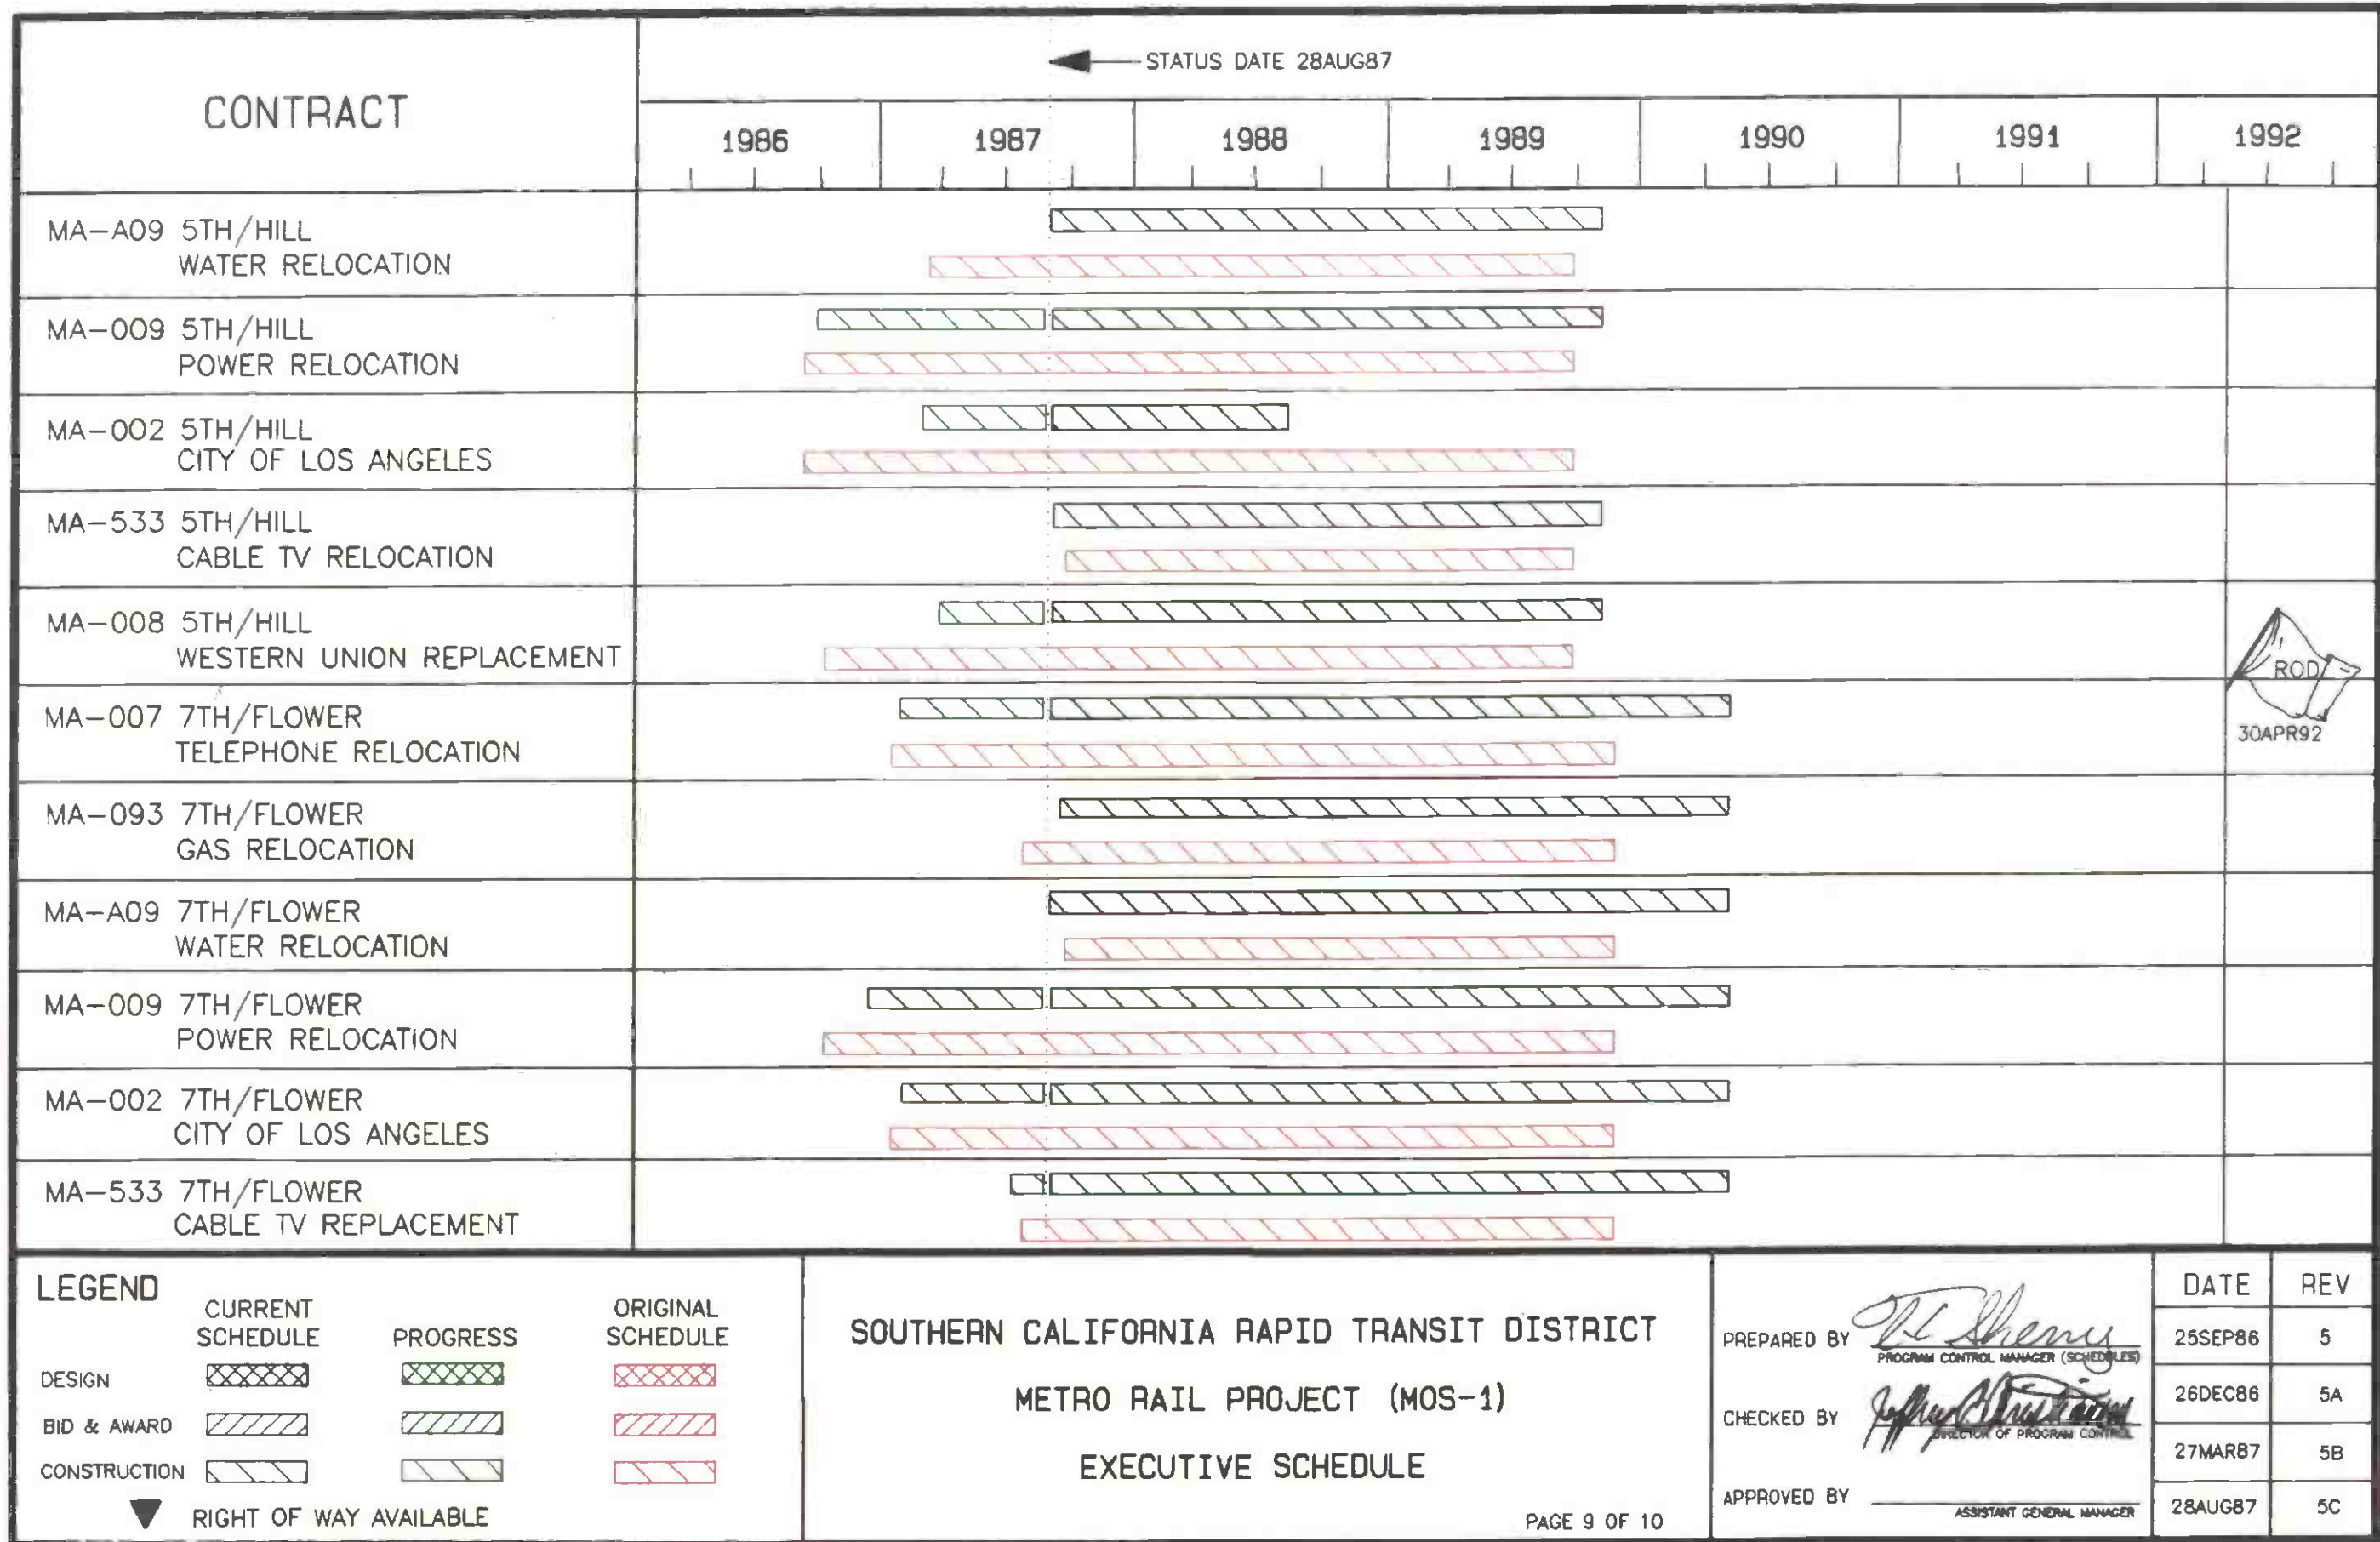 CONTRACT
STATUS DATE 28AUG87
1986 1987 1988 1989 1990 1991 1992
MA-A09 5TH/HILL
WATER RELOCATION
MA-009 5TH/HILL
POWER RELOCATION
MA-002 5TH/HILL
CITY OF LOS ANGELES
MA-533 5TH/HILL
CABLE TV RELOCATION
MA-008 5TH/HILL
WESTERN UNION REPLACEMENT
ROD
30APR92
MA-007 7TH/FLOWER
TELEPHONE RELOCATION
MA-093 7TH/FLOWER
GAS RELOCATION
MA-A09 7TH/FLOWER
WATER RELOCATION
MA-009 7TH/FLOWER
POWER RELOCATION
MA-002 7TH/FLOWER
CITY OF LOS ANGELES
MA-533 7TH/FLOWER
CABLE TV REPLACEMENT
LEGEND
CURRENT SCHEDULE
PROGRESS
ORIGINAL SCHEDULE
DESIGN
BID & AWARD
CONSTRUCTION
RIGHT OF WAY AVAILABLE
SOUTHERN CALIFORNIA RAPID TRANSIT DISTRICT
METRO RAIL PROJECT (MOS-1)
EXECUTIVE SCHEDULE
PAGE 9 OF 10
PREPARED BY
PROGRAM CONTROL MANAGER (SCHEDULES)
CHECKED BY
DIRECTOR OF PROGRAM CONTROL
APPROVED BY
ASSISTANT GENERAL MANAGER
DATE REV
25SEP86 5
26DEC86 5A
27MAR87 5B
28AUG87 5C